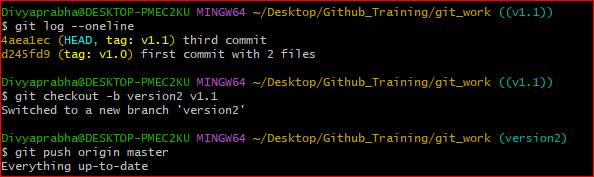 Divyaprabha@DESKTOP-PMEC2KU MINGW64 ~/Desktop/Github_Training/git_work ((v1.1))
$ git log --oneline
4aea1ec (HEAD, tag: v1.1) third commit
d245fd9 (tag: v1.0) first commit with 2 files
Divyaprabha@DESKTOP-PMEC2KU MINGW64 ~/Desktop/Github_Training/git_work ((v1.1))
$ git checkout -b version2 v1.1
Switched to a new branch 'version2'
Divyaprabha@DESKTOP-PMEC2KU MINGW64 ~/Desktop/Github_Training/git_work (version2)
$ git push origin master
Everything up-to-date